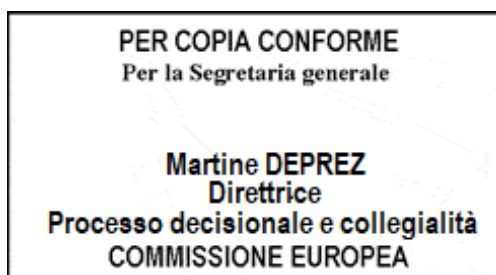 PER COPIA CONFORME
Per la Segretaria generale
Martine DEPREZ
Direttrice
Processo decisionale e collegialità
COMMISSIONE EUROPEA